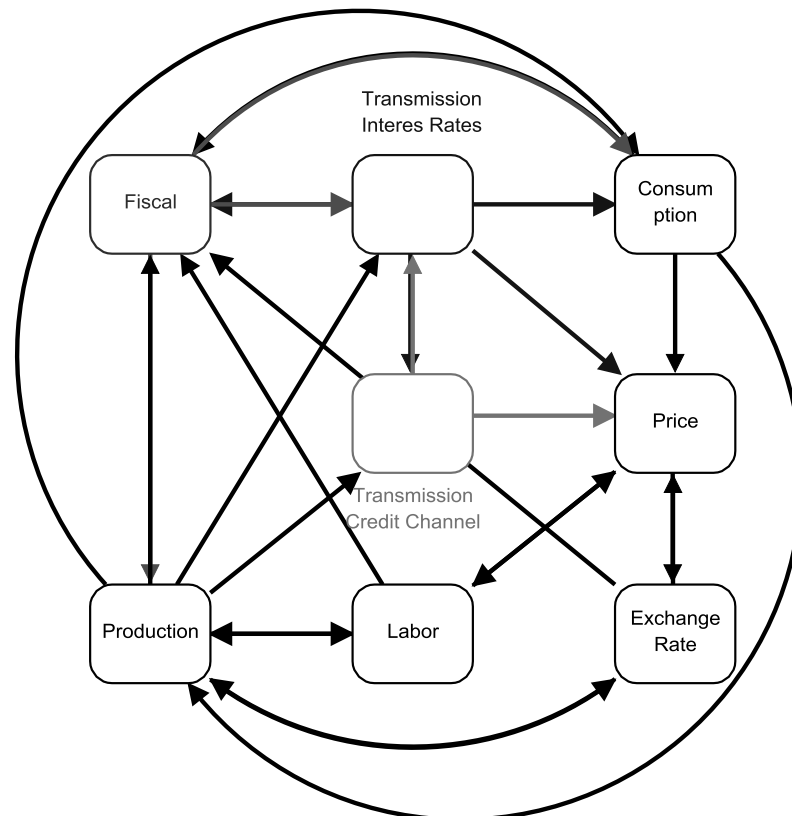 Transmission
Interes Rates
Fiscal
Consum
ption
Price
Transmission
Credit Channel
Production
Labor
Exchange
Rate